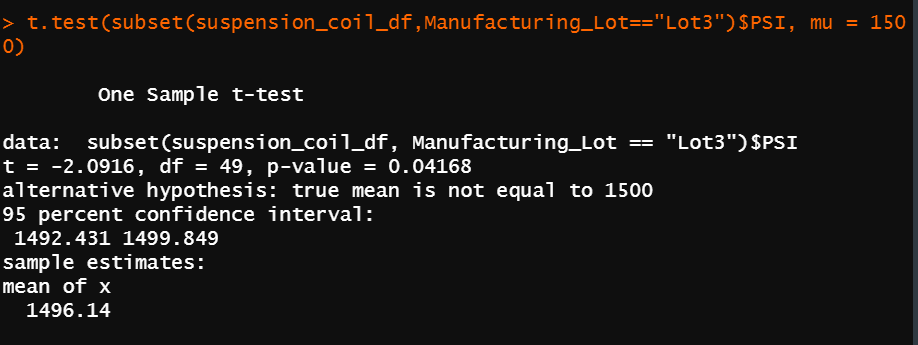 > t.test(subset(suspension_coil_df,Manufacturing_Lot=="Lot3")$PSI, mu = 150
0)
One Sample t-test
data:  subset(suspension_coil_df, Manufacturing_Lot == "Lot3")$PSI
t = -2.0916, df = 49, p-value = 0.04168
alternative hypothesis: true mean is not equal to 1500
95 percent confidence interval:
1492.431 1499.849
sample estimates:
mean of x
1496.14